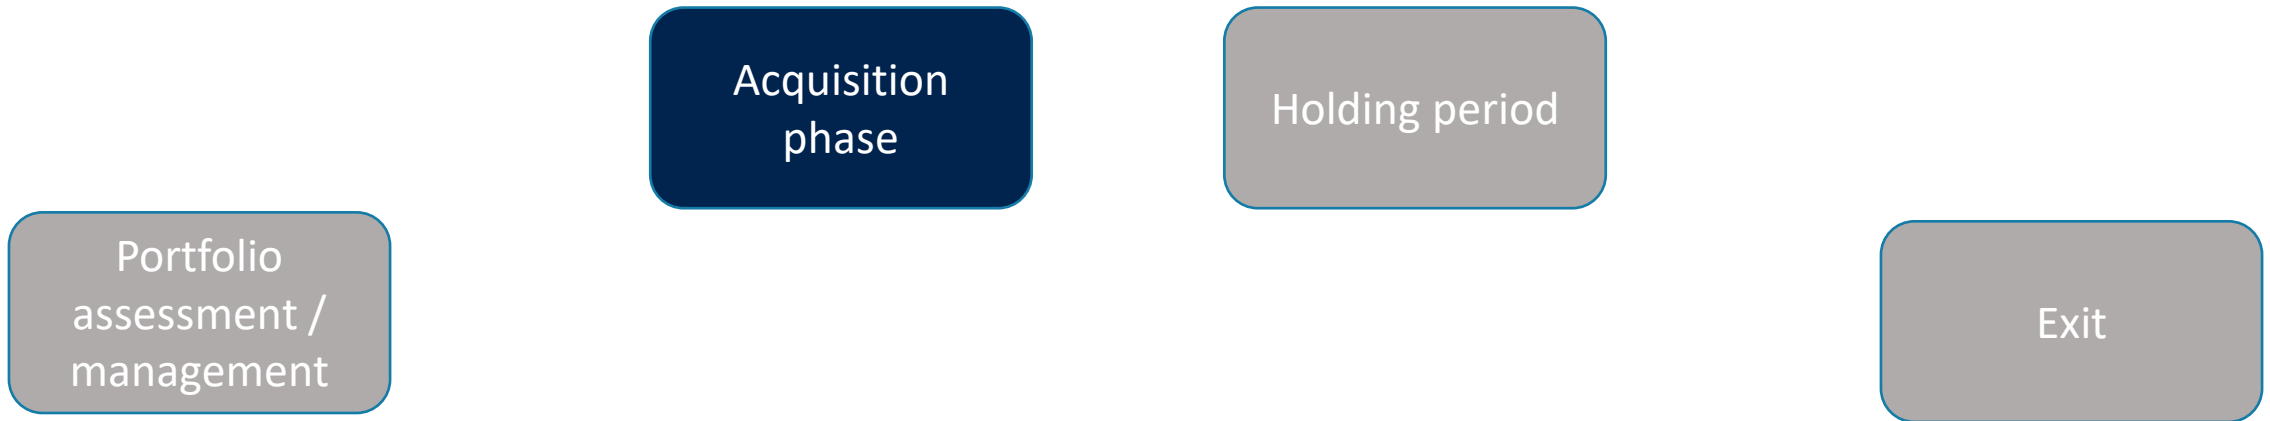 Acquisition
phase
Holding period
Portfolio
assessment /
management
Exit